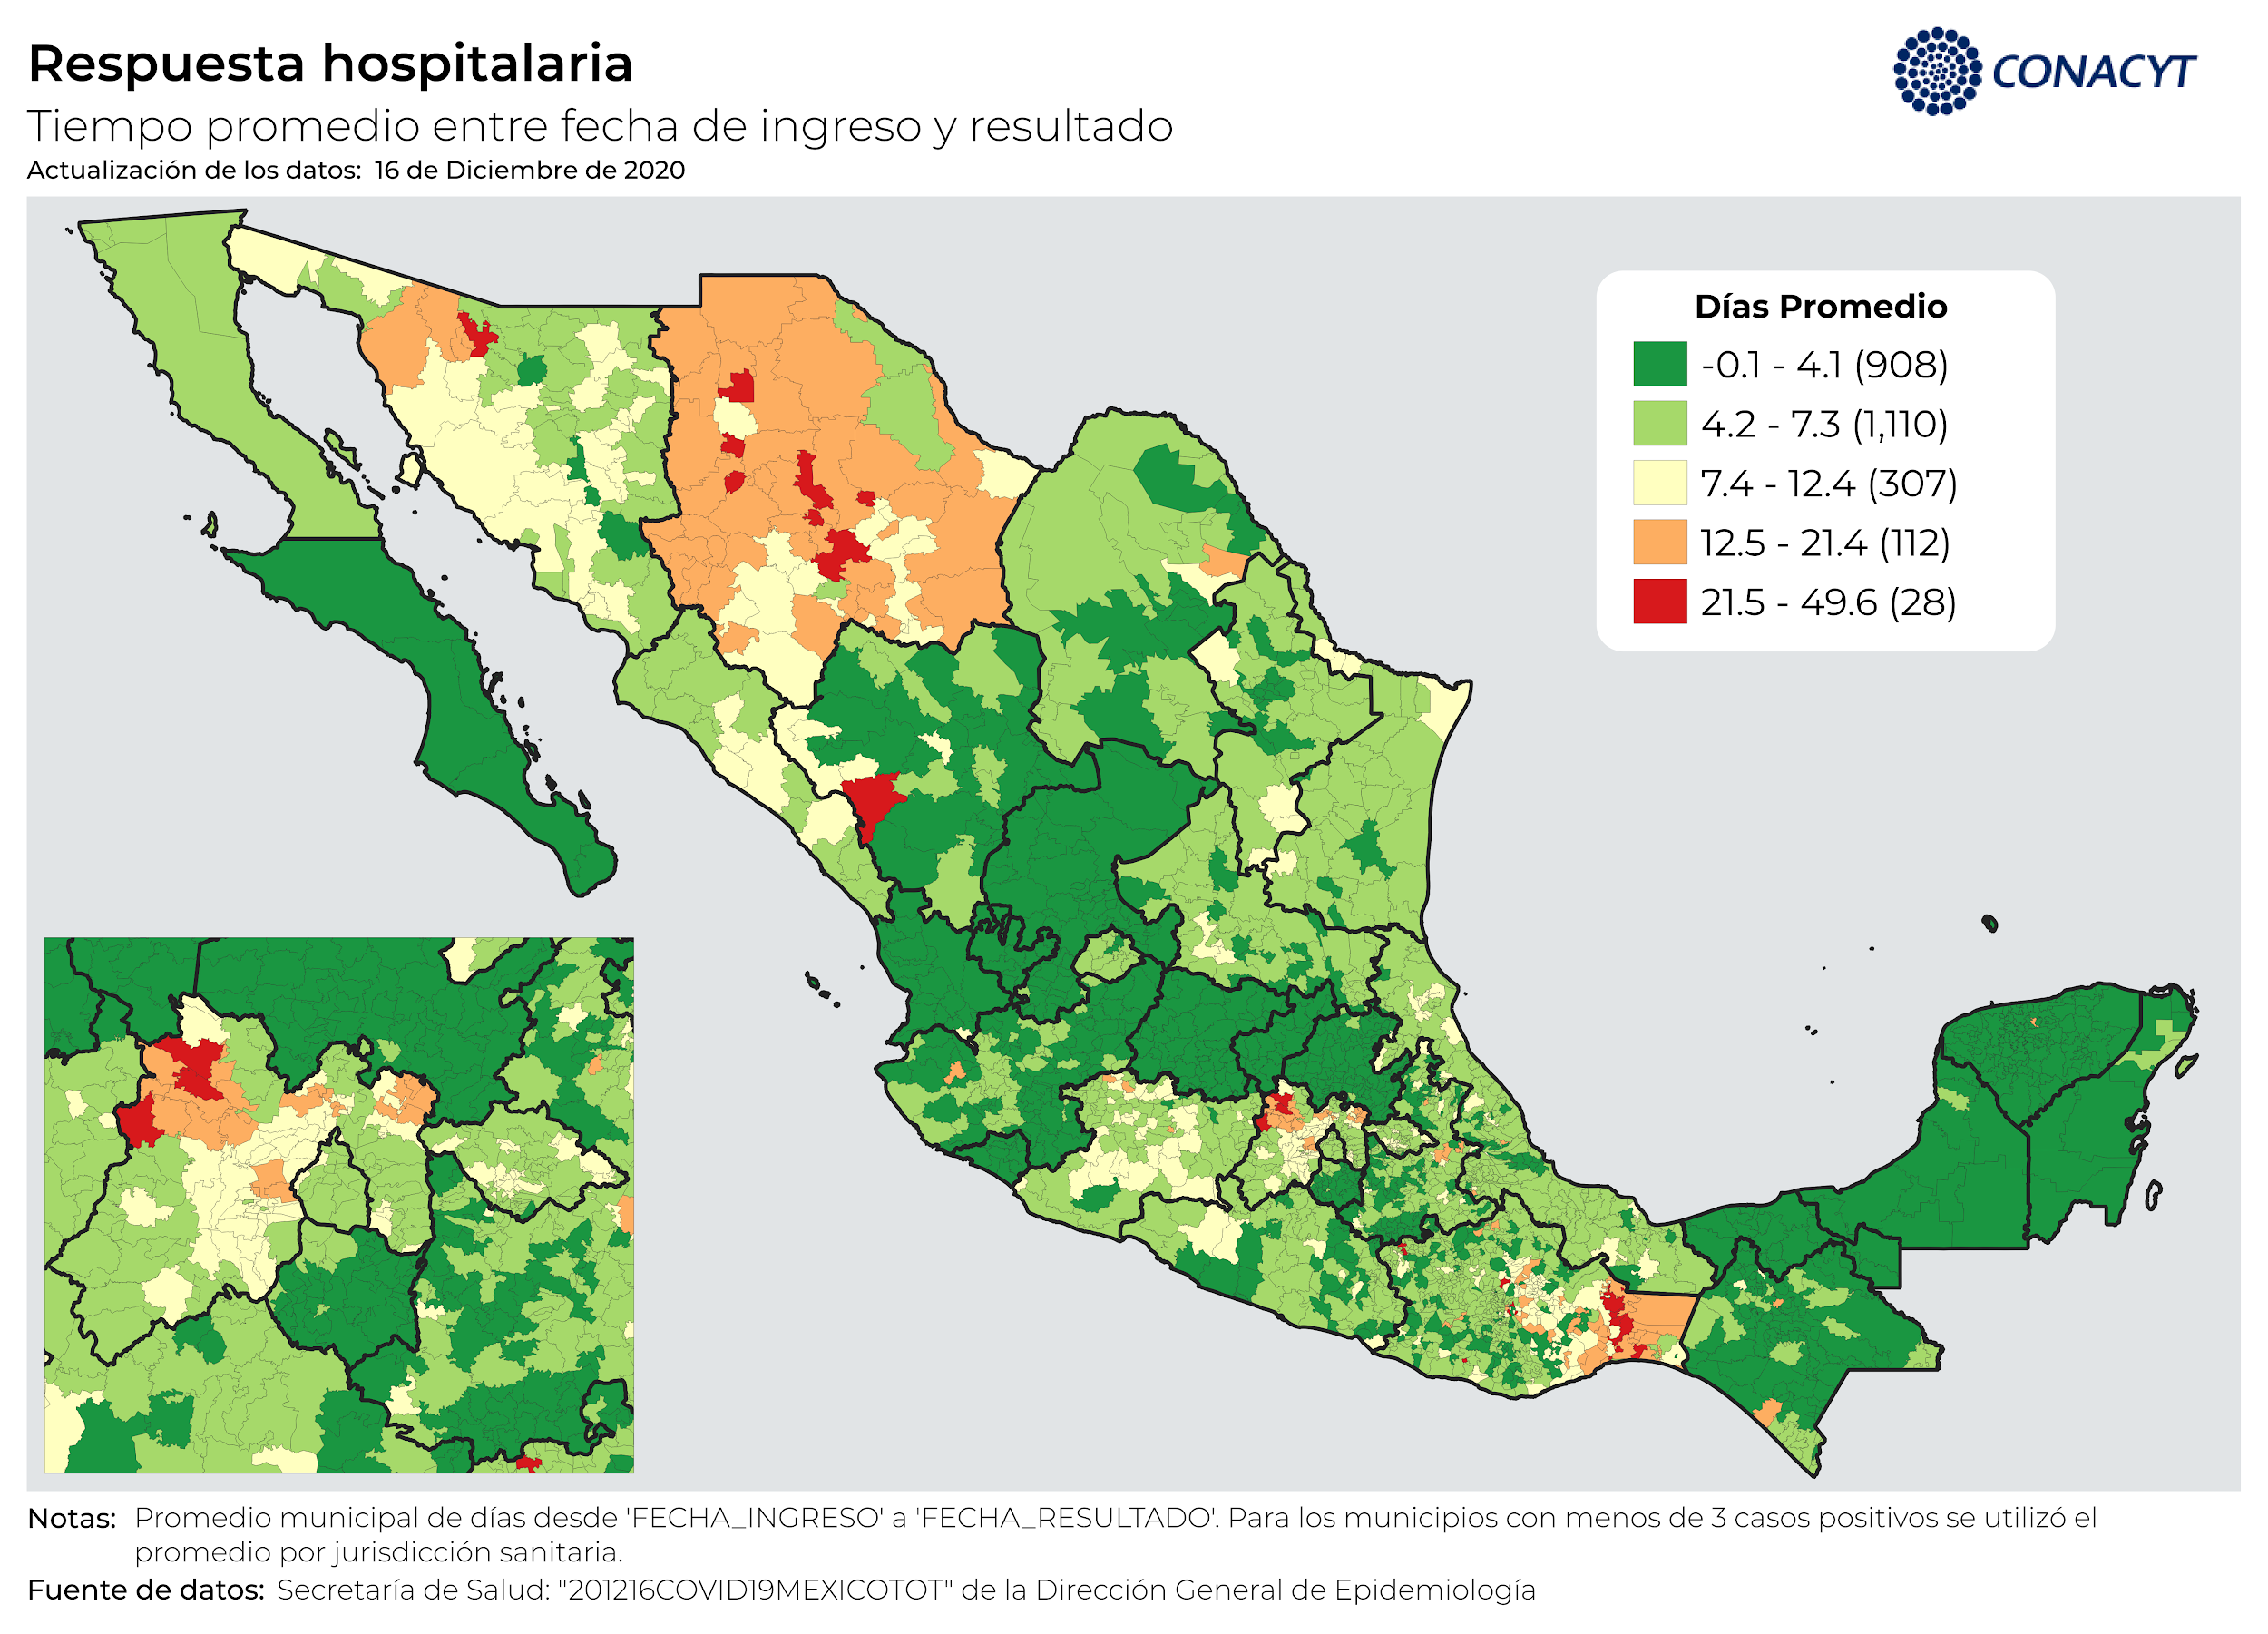 Respuesta hospitalaria
CONACYT
Tiempo promedio entre fecha de ingreso y resultado
Actualización de los datos: 16 de Diciembre de 2020
Días Promedio
-0.1 - 4.1 (908)
4.2 - 7.3 (1,110)
7.4 - 12.4 (307)
12.5 - 21.4 (112)
21.5 - 49.6 (28)
Notas: Promedio municipal de días desde 'FECHA_INGRESO' a 'FECHA_RESULTADO'. Para los municipios con menos de 3 casos positivos se utilizó el
promedio por jurisdicción sanitaria.
Fuente de datos: Secretaría de Salud: "201216COVID19MEXICOTOT" de la Dirección General de Epidemiología